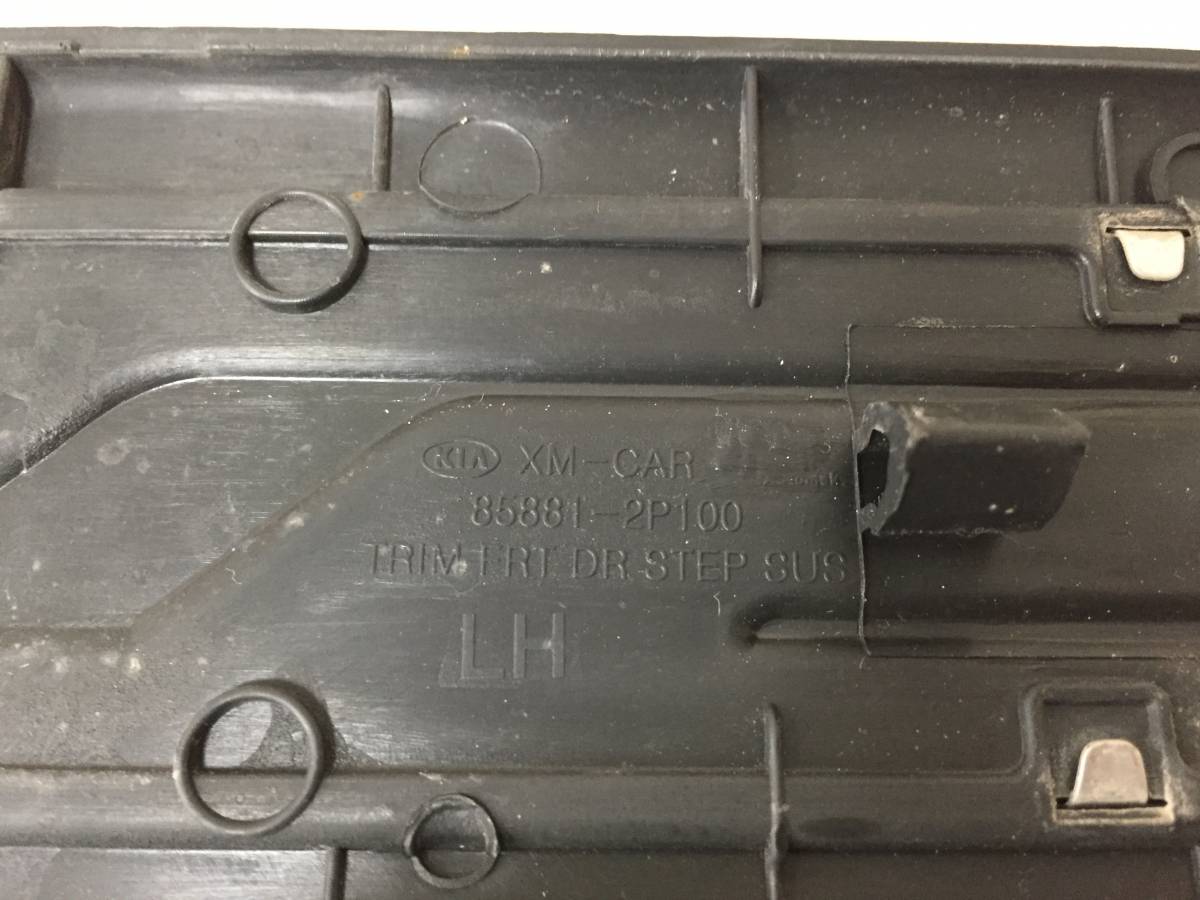 KIA XM-CAR
85881-2P100
TRIM FRT DR STEP SUS
LH